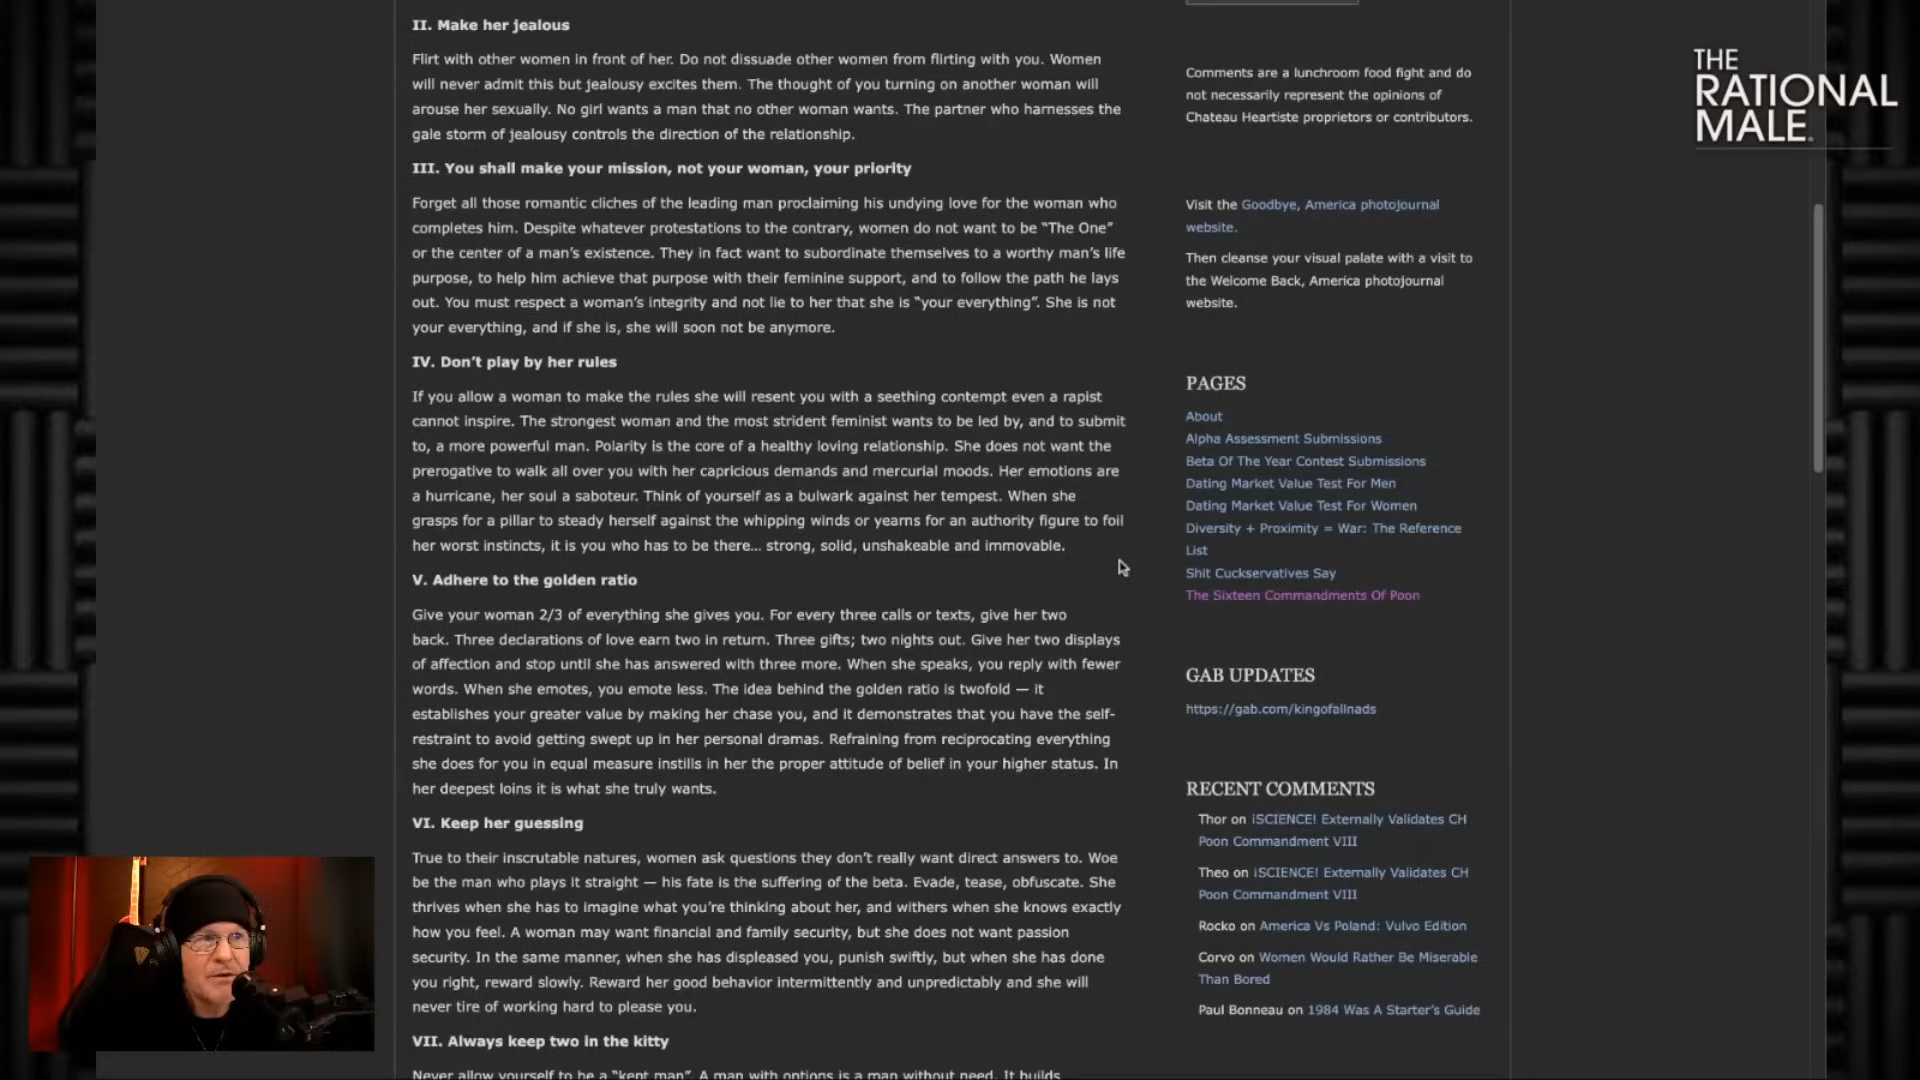 II. Make her jealous
Flirt with other women in front of her. Do not dissuade other women from flirting with you. Women
will never admit this but jealousy excites them. The thought of you turning on another woman will
arouse her sexually. No girl wants a man that no other woman wants. The partner who harnesses the
gale storm of jealousy controls the direction of the relationship.
III. You shall make your mission, not your woman, your priority
Forget all those romantic cliches of the leading man proclaiming his undying love for the woman who
completes him. Despite whatever protestations to the contrary, women do not want to be “The One”
or the center of a man’s existence. They in fact want to subordinate themselves to a worthy man’s life
purpose, to help him achieve that purpose with their feminine support, and to follow the path he lays
out. You must respect a woman’s integrity and not lie to her that she is “your everything”. She is not
your everything, and if she is, she will soon not be anymore.
IV. Don’t play by her rules
If you allow a woman to make the rules she will resent you with a seething contempt even a rapist
cannot inspire. The strongest woman and the most strident feminist wants to be led by, and to submit
to, a more powerful man. Polarity is the core of a healthy loving relationship. She does not want the
prerogative to walk all over you with her capricious demands and mercurial moods. Her emotions are
a hurricane, her soul a saboteur. Think of yourself as a bulwark against her tempest. When she
grasps for a pillar to steady herself against the whipping winds or yearns for an authority figure to foil
her worst instincts, it is you who has to be there… strong, solid, unshakeable and immovable.
V. Adhere to the golden ratio
Give your woman 2/3 of everything she gives you. For every three calls or texts, give her two
back. Three declarations of love earn two in return. Three gifts; two nights out. Give her two displays
of affection and stop until she has answered with three more. When she speaks, you reply with fewer
words. When she emotes, you emote less. The idea behind the golden ratio is twofold — it
establishes your greater value by making her chase you, and it demonstrates that you have the self-
restraint to avoid getting swept up in her personal dramas. Refraining from reciprocating everything
she does for you in equal measure instills in her the proper attitude of belief in your higher status. In
her deepest loins it is what she truly wants.
VI. Keep her guessing
True to their inscrutable natures, women ask questions they don’t really want direct answers to. Woe
be the man who plays it straight — his fate is the suffering of the beta. Evade, tease, obfuscate. She
thrives when she has to imagine what you’re thinking about her, and withers when she knows exactly
how you feel. A woman may want financial and family security, but she does not want passion
security. In the same manner, when she has displeased you, punish swiftly, but when she has done
you right, reward slowly. Reward her good behavior intermittently and unpredictably and she will
never tire of working hard to please you.
VII. Always keep two in the kitty
Never allow yourself to be a “kept man”. A man with options is a man without need. It builds
Comments are a lunchroom food fight and do
not necessarily represent the opinions of
Chateau Heartiste proprietors or contributors.
Visit the Goodbye, America photojournal
website.
Then cleanse your visual palate with a visit to
the Welcome Back, America photojournal
website.
PAGES
About
Alpha Assessment Submissions
Beta Of The Year Contest Submissions
Dating Market Value Test For Men
Dating Market Value Test For Women
Diversity + Proximity = War: The Reference
List
Shit Cuckservatives Say
The Sixteen Commandments Of Poon
GAB UPDATES
https://gab.com/kingofallnads
RECENT COMMENTS
Thor on iSCIENCE! Externally Validates CH
Poon Commandment VIII
Theo on iSCIENCE! Externally Validates CH
Poon Commandment VIII
Rocko on America Vs Poland: Vulvo Edition
Corvo on Women Would Rather Be Miserable
Than Bored
Paul Bonneau on 1984 Was A Starter’s Guide
THE
RATIONAL
MALE